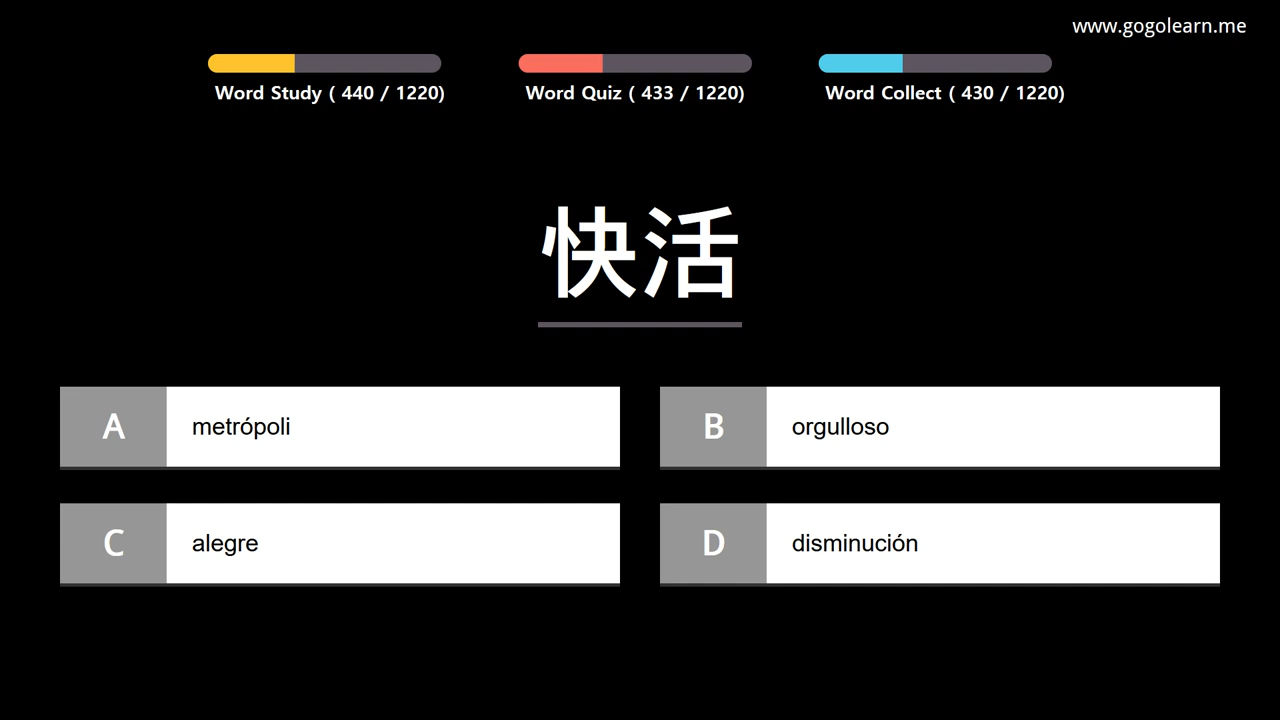 www.gogolearn.me
Word Study ( 440 / 1220)
Word Quiz ( 433 / 1220)
Word Collect ( 430 / 1220)
快活
A metrópoli
B orgulloso
C alegre
D disminución